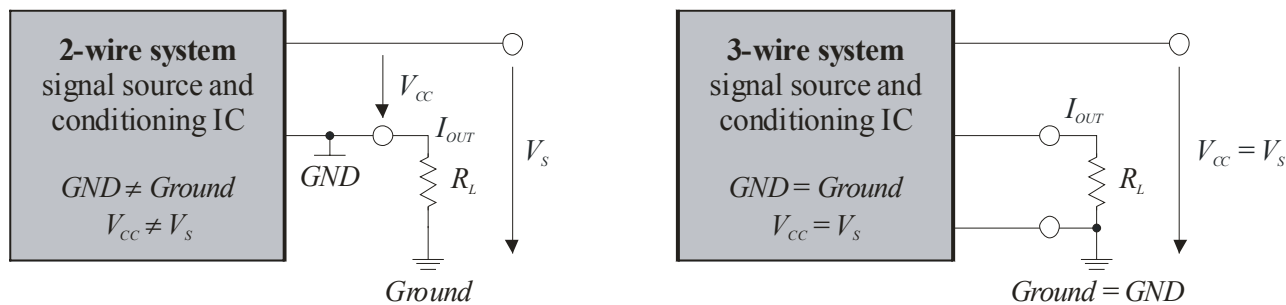 2-wire system
signal source and
conditioning IC
GND ≠ Ground
V_CC ≠ V_S
V_CC
I_OUT
GND
R_L
V_S
Ground
3-wire system
signal source and
conditioning IC
GND = Ground
V_CC = V_S
I_OUT
R_L
V_CC = V_S
Ground = GND